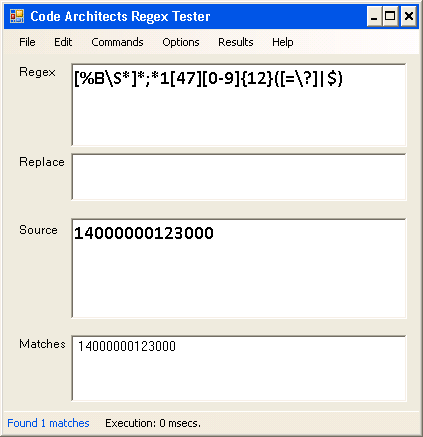 Code Architects Regex Tester
File Edit Commands Options Results Help
Regex
[%B\S*]*;*1[47][0-9]{12}([=\?]|$)
Replace
Source
14000000123000
Matches
14000000123000
Found 1 matches Execution: 0 msecs.